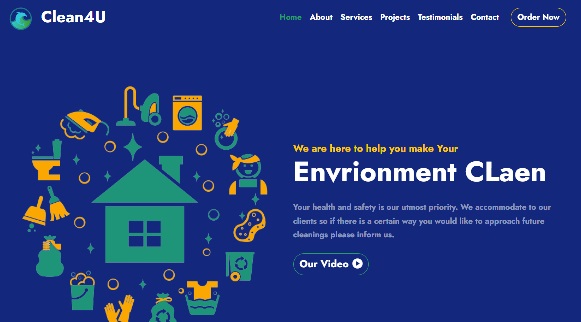 Clean4U
Home About Services Projects Testimonials Contact Order Now
We are here to help you make Your
Envrionment CLaen
Your health and safety is our utmost priority. We accommodate to our
clients so if there is a certain way you would like to approach future
cleanings please inform us.
Our Video